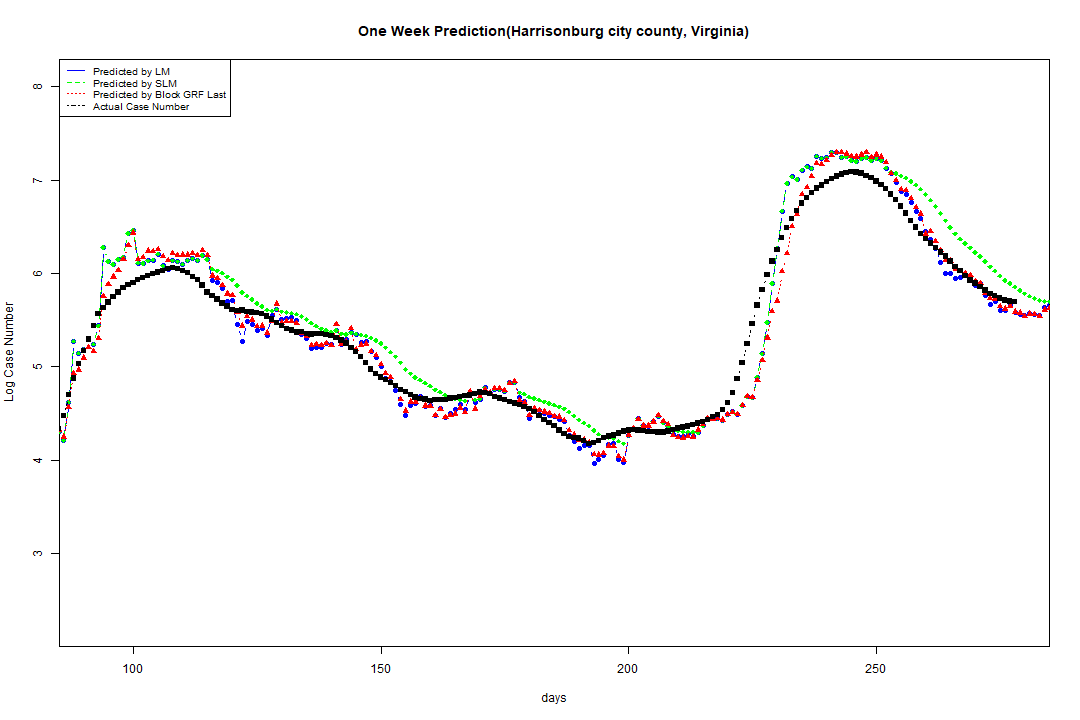 One Week Prediction(Harrisonburg city county, Virginia)
Predicted by LM
Predicted by SLM
Predicted by Block GRF Last
Actual Case Number
8
7
6
5
4
3
Log Case Number
100 150 200 250
days